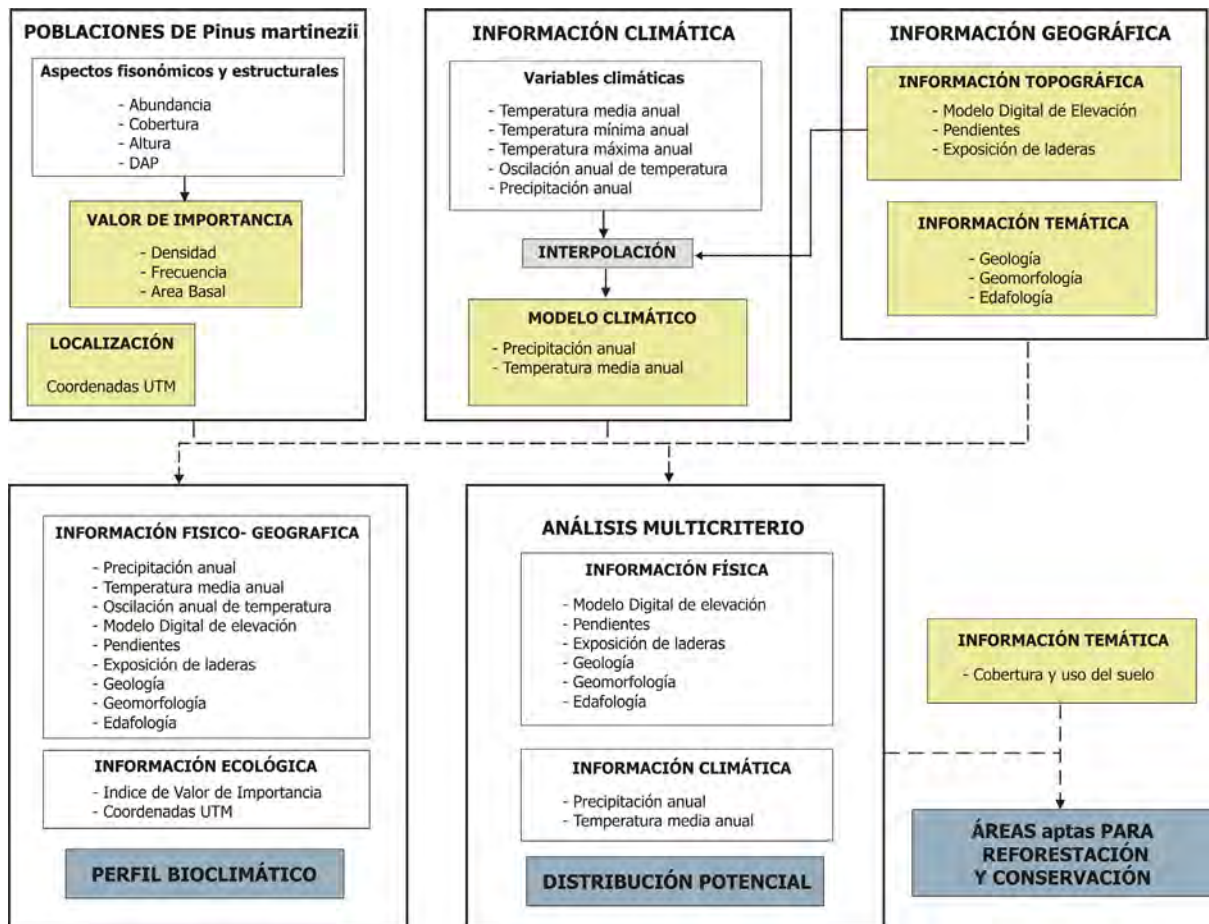 POBLACIONES DE Pinus martinezii
Aspectos fisonómicos y estructurales
- Abundancia
- Cobertura
- Altura
- DAP
VALOR DE IMPORTANCIA
- Densidad
- Frecuencia
- Area Basal
LOCALIZACIÓN
Coordenadas UTM
INFORMACIÓN CLIMÁTICA
Variables climáticas
- Temperatura media anual
- Temperatura mínima anual
- Temperatura máxima anual
- Oscilación anual de temperatura
- Precipitación anual
INTERPOLACIÓN
MODELO CLIMÁTICO
- Precipitación anual
- Temperatura media anual
INFORMACIÓN GEOGRÁFICA
INFORMACIÓN TOPOGRÁFICA
- Modelo Digital de Elevación
- Pendientes
- Exposición de laderas
INFORMACIÓN TEMÁTICA
- Geología
- Geomorfología
- Edafología
INFORMACIÓN FISICO- GEOGRAFICA
- Precipitación anual
- Temperatura media anual
- Oscilación anual de temperatura
- Modelo Digital de elevación
- Pendientes
- Exposición de laderas
- Geología
- Geomorfología
- Edafología
INFORMACIÓN ECOLÓGICA
- Indice de Valor de Importancia
- Coordenadas UTM
PERFIL BIOCLIMÁTICO
ANÁLISIS MULTICRITERIO
INFORMACIÓN FÍSICA
- Modelo Digital de elevación
- Pendientes
- Exposición de laderas
- Geología
- Geomorfología
- Edafología
INFORMACIÓN CLIMÁTICA
- Precipitación anual
- Temperatura media anual
DISTRIBUCIÓN POTENCIAL
INFORMACIÓN TEMÁTICA
- Cobertura y uso del suelo
ÁREAS aptas PARA
REFORESTACIÓN
Y CONSERVACIÓN